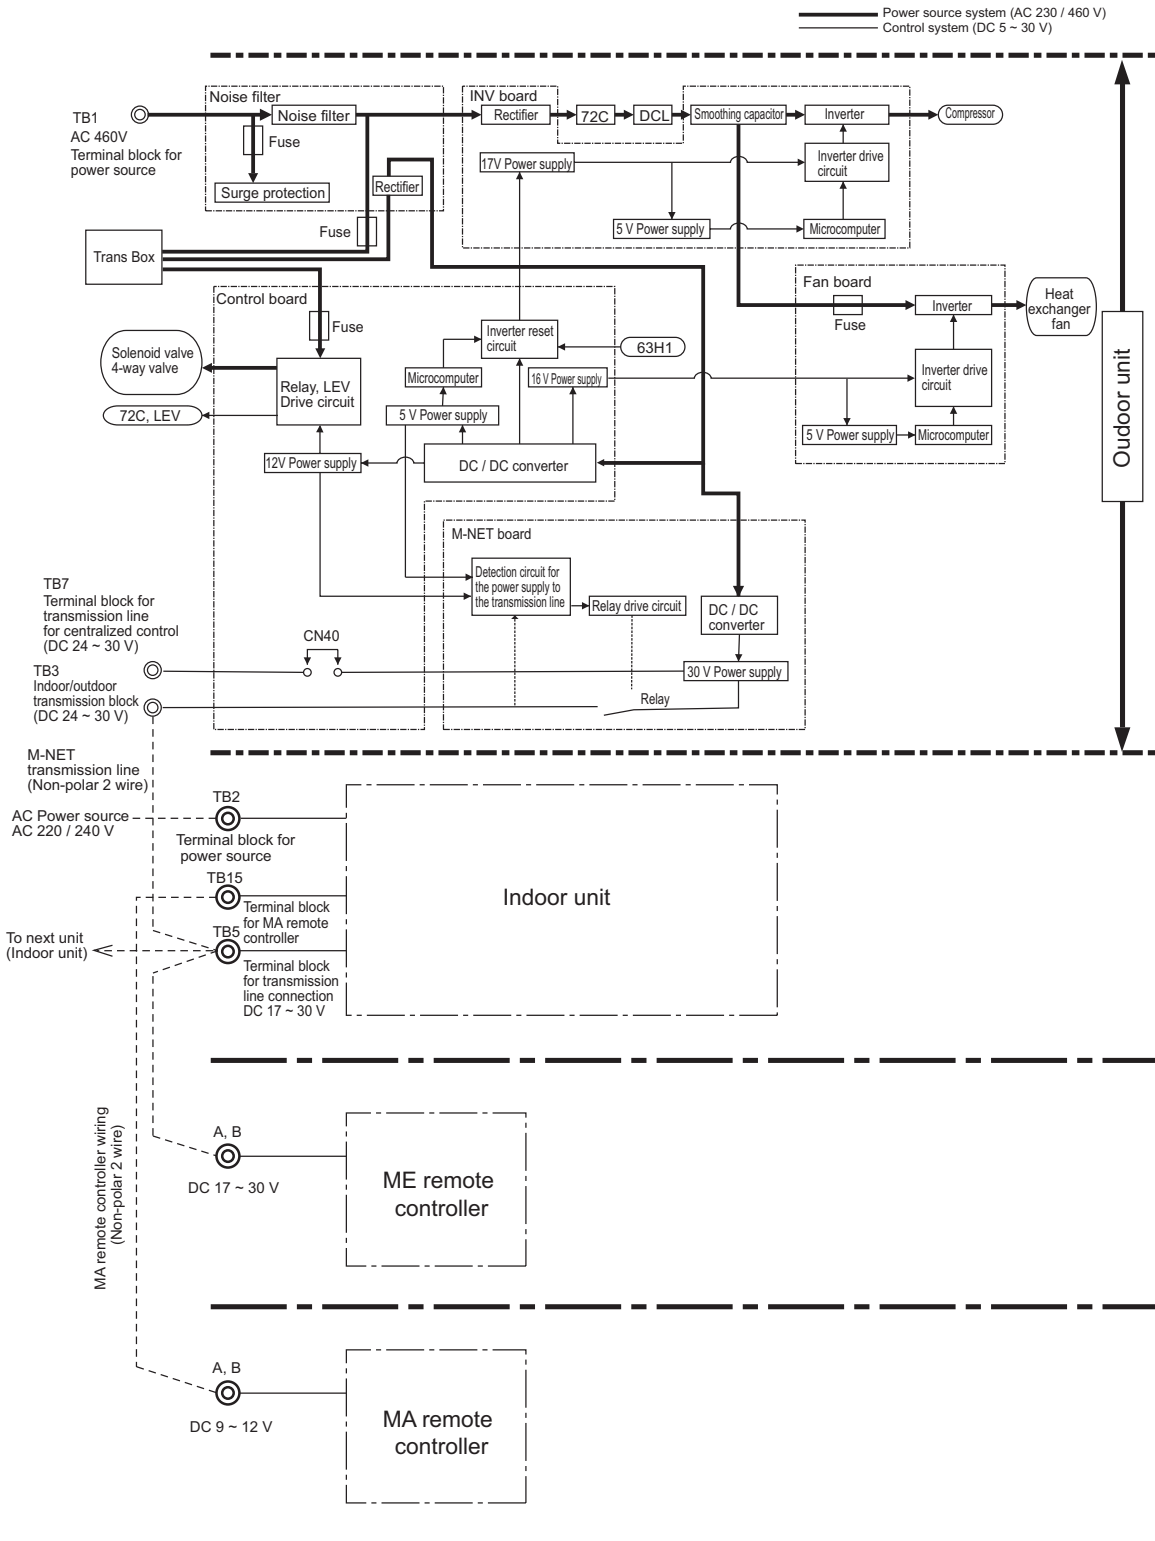 Power source system (AC 230 / 460 V)
Control system (DC 5 ~ 30 V)
Noise filter
INV board
TB1
AC 460V
Terminal block for
power source
Noise filter
Rectifier
72C
DCL
Smoothing capacitor
Inverter
Compressor
Fuse
17V Power supply
Inverter drive
circuit
Rectifier
Surge protection
5 V Power supply
Microcomputer
Fuse
Trans Box
Fan board
Inverter
Fuse
Heat
exchanger
fan
Control board
Fuse
Inverter reset
circuit
63H1
Solenoid valve
4-way valve
Relay, LEV
Drive circuit
Microcomputer
16 V Power supply
Inverter drive
circuit
72C, LEV
5 V Power supply
5 V Power supply
Microcomputer
12V Power supply
DC / DC converter
Oudoor unit
M-NET board
Detection circuit for
the power supply to
the transmission line
Relay drive circuit
DC / DC
converter
TB7
Terminal block for
transmission line
for centralized control
(DC 24 ~ 30 V)
CN40
TB3
Indoor/outdoor
transmission block
(DC 24 ~ 30 V)
30 V Power supply
Relay
M-NET
transmission line
(Non-polar 2 wire)
TB2
AC Power source
AC 220 / 240 V
Terminal block for
power source
TB15
Terminal block
for MA remote
controller
Indoor unit
To next unit
(Indoor unit)
TB5
Terminal block
for transmission
line connection
DC 17 ~ 30 V
MA remote controller wiring
(Non-polar 2 wire)
A, B
DC 17 ~ 30 V
ME remote
controller
A, B
DC 9 ~ 12 V
MA remote
controller